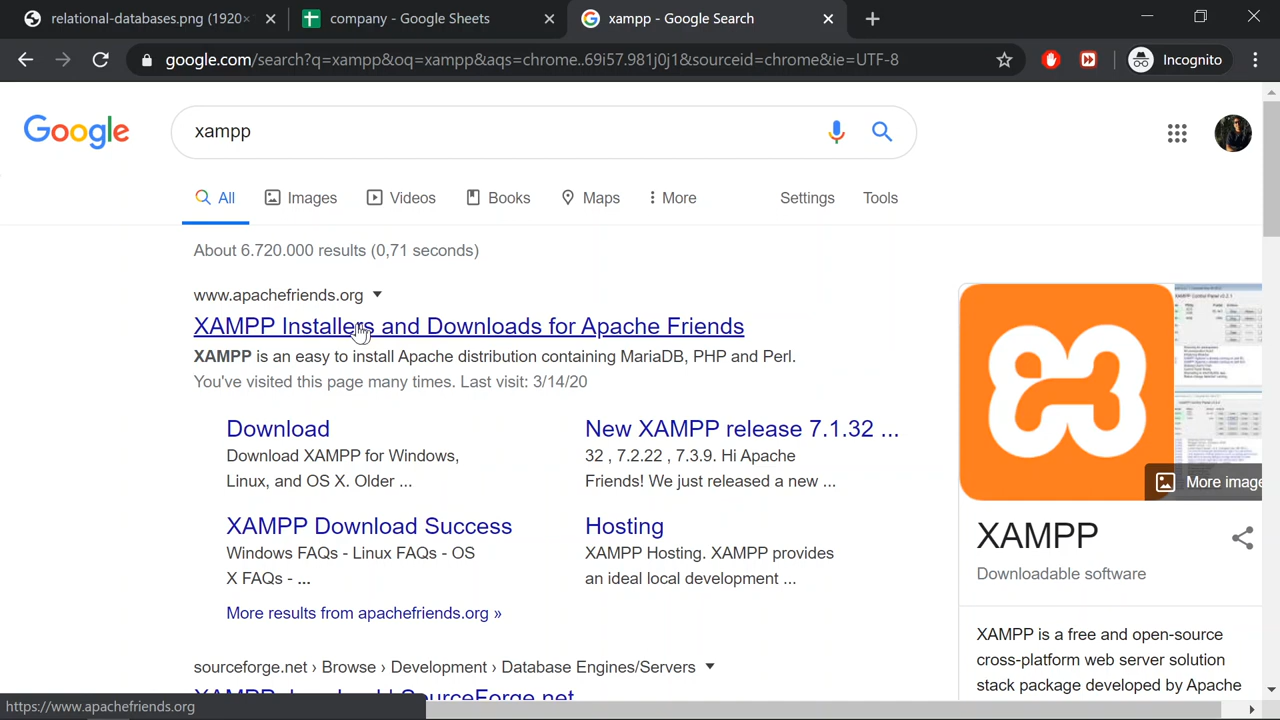 relational-databases.png (1920×
company - Google Sheets
xampp - Google Search
google.com/search?q=xampp&oq=xampp&aqs=chrome..69i57.981j0j1&sourceid=chrome&ie=UTF-8
Incognito
Google
xampp
All
Images
Videos
Books
Maps
More
Settings
Tools
About 6.720.000 results (0,71 seconds)
www.apachefriends.org
XAMPP Installers and Downloads for Apache Friends
XAMPP is an easy to install Apache distribution containing MariaDB, PHP and Perl.
You've visited this page many times. Last visit: 3/14/20
Download
Download XAMPP for Windows,
Linux, and OS X. Older ...
New XAMPP release 7.1.32 ...
32 , 7.2.22 , 7.3.9. Hi Apache
Friends! We just released a new ...
XAMPP Download Success
Windows FAQs - Linux FAQs - OS
X FAQs - ...
Hosting
XAMPP Hosting. XAMPP provides
an ideal local development ...
More results from apachefriends.org »
sourceforge.net › Browse › Development › Database Engines/Servers
XAMPP download | SourceForge.net
More image
XAMPP
Downloadable software
XAMPP is a free and open-source
cross-platform web server solution
stack package developed by Apache
https://www.apachefriends.org